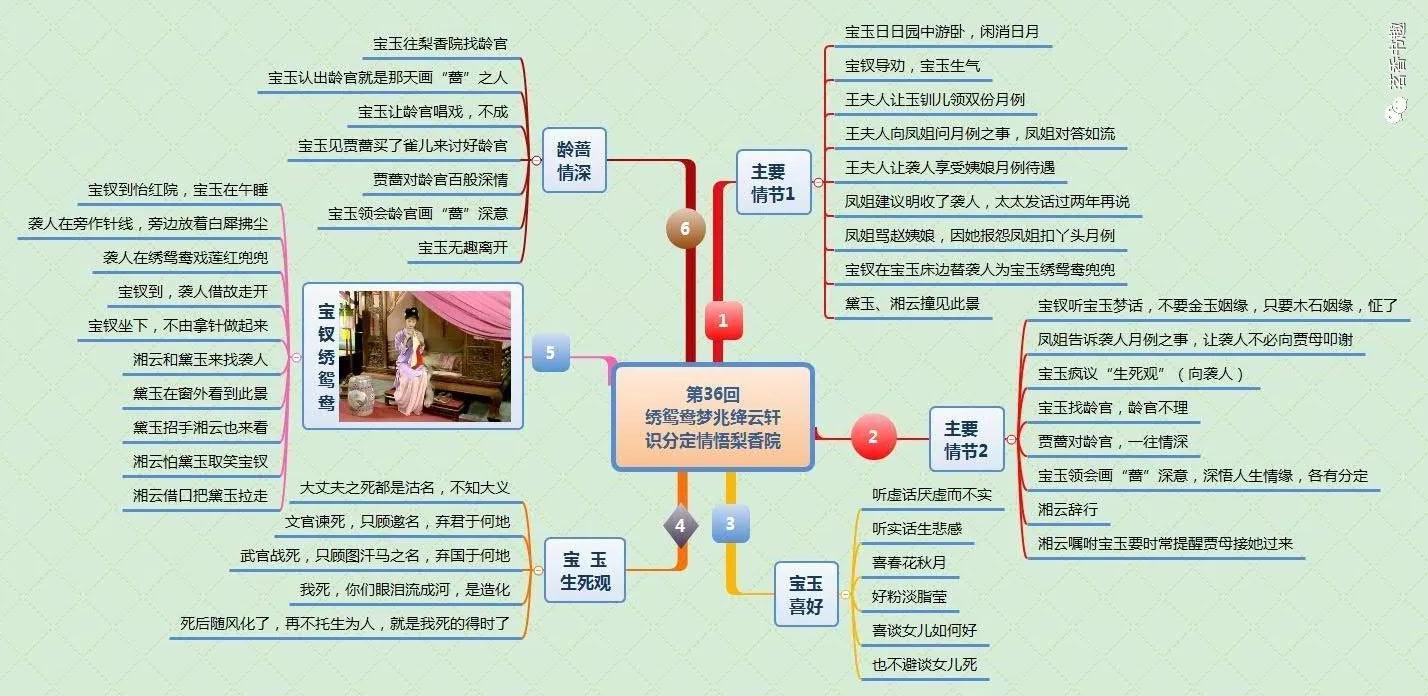 第36回
绣鸳鸯梦兆绛云轩
识分定情悟梨香院
1
主要
情节1
宝玉日日园中游卧，闲消日月
宝钗导劝，宝玉生气
王夫人让玉钏儿领双份月例
王夫人向凤姐问月例之事，凤姐对答如流
王夫人让袭人享受姨娘月例待遇
凤姐建议明收了袭人，太太发话过两年再说
凤姐骂赵姨娘，因她报怨凤姐扣丫头月例
宝钗在宝玉床边替袭人为宝玉绣鸳鸯兜兜
黛玉、湘云撞见此景
2
主要
情节2
宝钗听宝玉梦话，不要金玉姻缘，只要木石姻缘，怔了
凤姐告诉袭人月例之事，让袭人不必向贾母叩谢
宝玉疯议“生死观”（向袭人）
宝玉找龄官，龄官不理
贾蔷对龄官，一往情深
宝玉领会画“蔷”深意，深悟人生情缘，各有分定
湘云辞行
湘云嘱咐宝玉要时常提醒贾母接她过来
3
宝玉
喜好
听虚话厌虚而不实
听实话生悲感
喜春花秋月
好粉淡脂莹
喜谈女儿如何好
也不避谈女儿死
4
宝 玉
生死观
大丈夫之死都是沽名，不知大义
文官谏死，只顾邀名，弃君于何地
武官战死，只顾图汗马之名，弃国于何地
我死，你们眼泪流成河，是造化
死后随风化了，再不托生为人，就是我死的得时了
5
宝
钗
绣
鸳
鸯
宝钗到怡红院，宝玉在午睡
袭人在旁作针线，旁边放着白犀拂尘
袭人在绣鸳鸯戏莲红兜兜
宝钗到，袭人借故走开
宝钗坐下，不由拿针做起来
湘云和黛玉来找袭人
黛玉在窗外看到此景
黛玉招手湘云也来看
湘云怕黛玉取笑宝钗
湘云借口把黛玉拉走
6
龄蔷
情深
宝玉往梨香院找龄官
宝玉认出龄官就是那天画“蔷”之人
宝玉让龄官唱戏，不成
宝玉见贾蔷买了雀儿来讨好龄官
贾蔷对龄官百般深情
宝玉领会龄官画“蔷”深意
宝玉无趣离开
茗香书趣